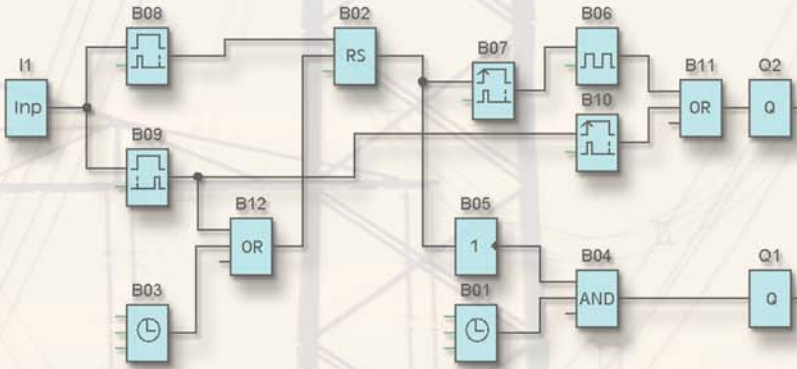 B08
B02
B06
I1
B07
B11
Q2
RS
Inp
B10
OR
Q
B09
B12
B05
OR
1
B04
Q1
B03
B01
AND
Q